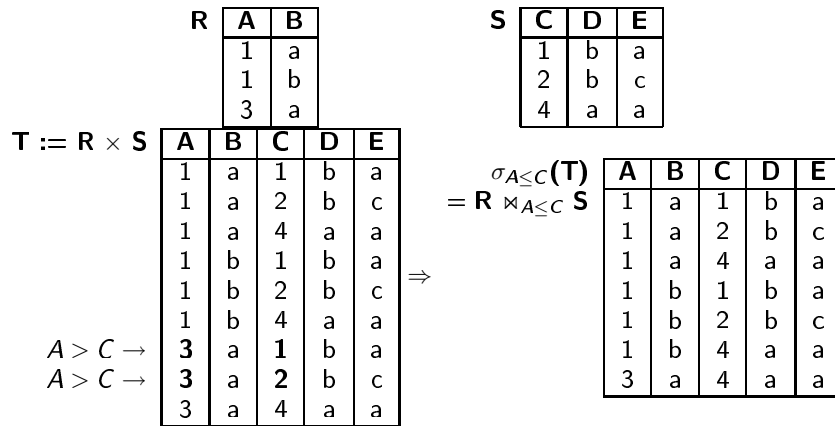 R A B
1 a
1 b
3 a
S C D E
1 b a
2 b c
4 a a
T := R × S A B C D E
1 a 1 b a
1 a 2 b c
1 a 4 a a
1 b 1 b a
1 b 2 b c
1 b 4 a a
A > C → 3 a 1 b a
A > C → 3 a 2 b c
3 a 4 a a
⇒
σA≤C(T)
= R ⋈A≤C S
A B C D E
1 a 1 b a
1 a 2 b c
1 a 4 a a
1 b 1 b a
1 b 2 b c
1 b 4 a a
3 a 4 a a